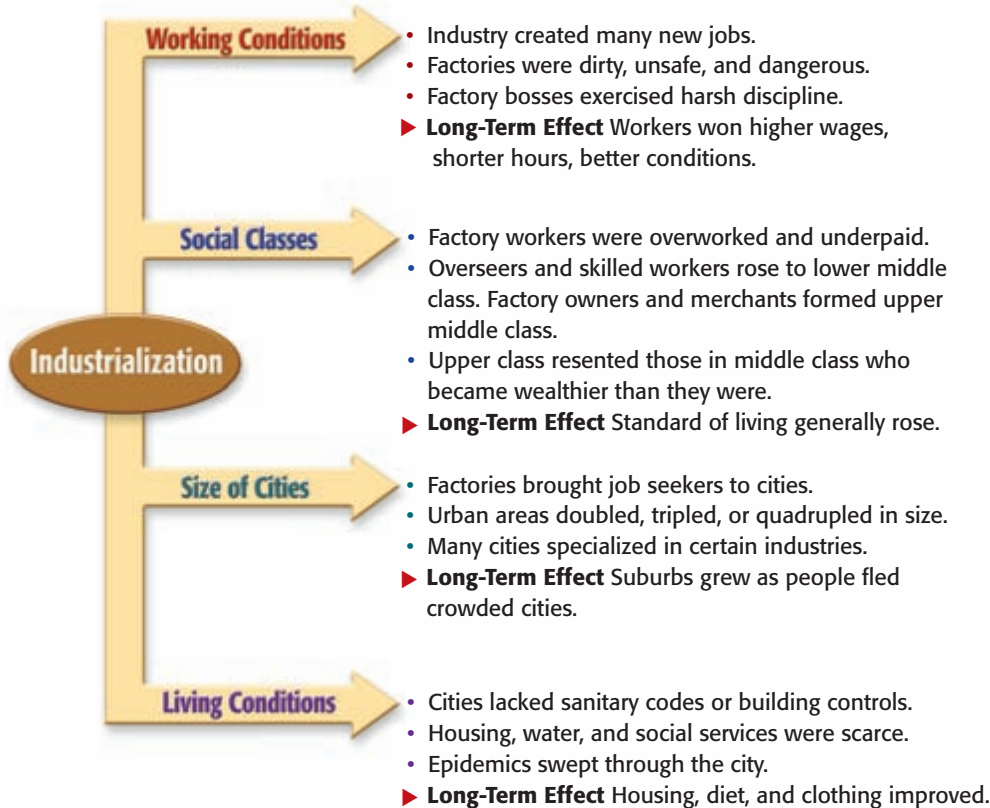 Working Conditions
• Industry created many new jobs.
• Factories were dirty, unsafe, and dangerous.
• Factory bosses exercised harsh discipline.
▶ Long-Term Effect Workers won higher wages,
shorter hours, better conditions.
Social Classes
• Factory workers were overworked and underpaid.
• Overseers and skilled workers rose to lower middle
class. Factory owners and merchants formed upper
middle class.
• Upper class resented those in middle class who
became wealthier than they were.
▶ Long-Term Effect Standard of living generally rose.
Industrialization
Size of Cities
• Factories brought job seekers to cities.
• Urban areas doubled, tripled, or quadrupled in size.
• Many cities specialized in certain industries.
▶ Long-Term Effect Suburbs grew as people fled
crowded cities.
Living Conditions
• Cities lacked sanitary codes or building controls.
• Housing, water, and social services were scarce.
• Epidemics swept through the city.
▶ Long-Term Effect Housing, diet, and clothing improved.